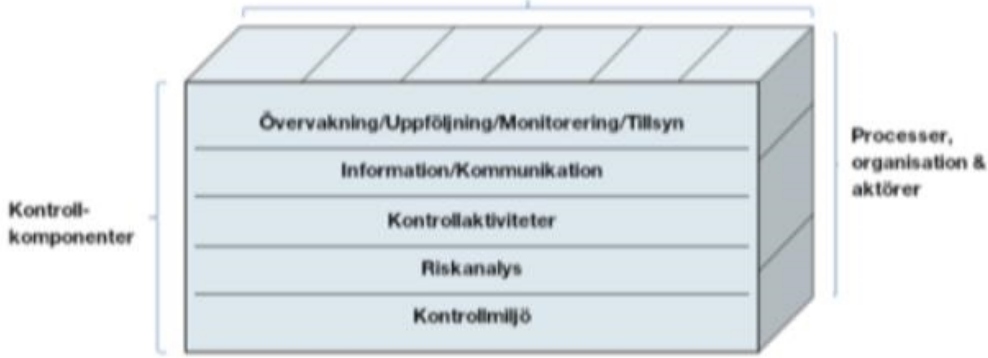 Övervakning/Uppföljning/Monitorering/Tillsyn
Information/Kommunikation
Kontrollaktiviteter
Riskanalys
Kontrollmiljö
Kontroll-
komponenter
Processer,
organisation &
aktörer